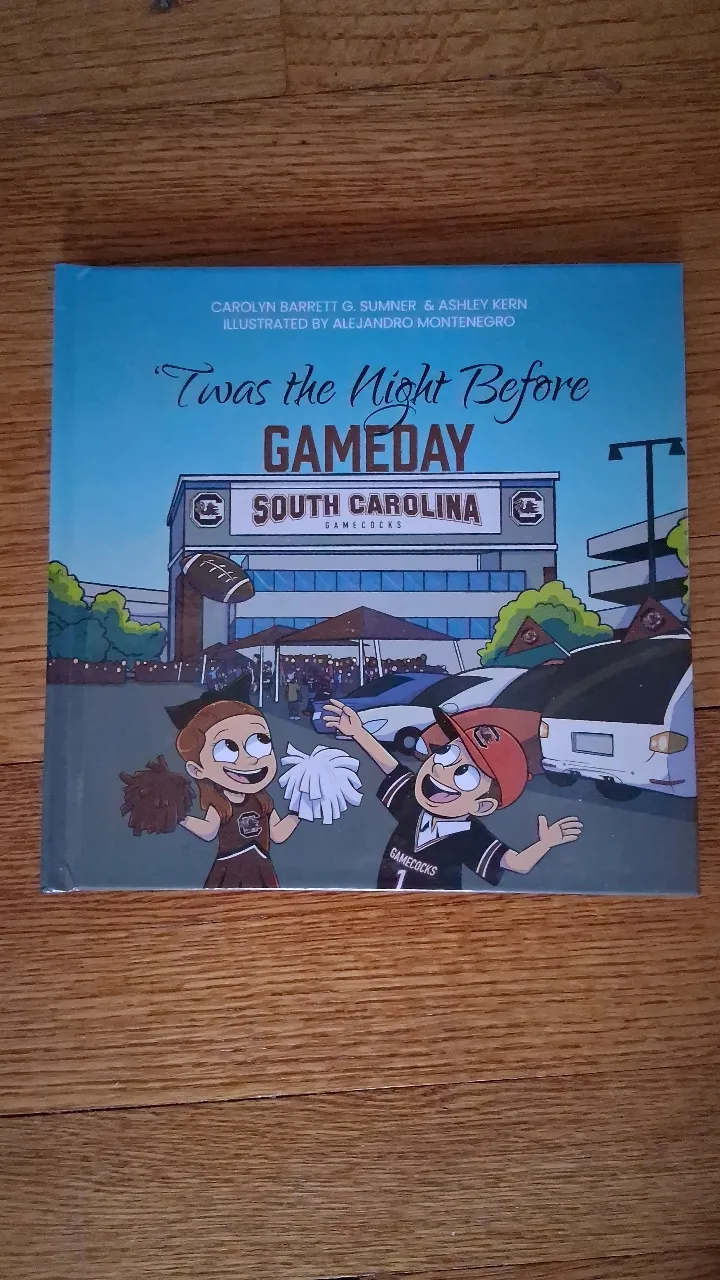 CAROLYN BARRETT G. SUMNER & ASHLEY KERN
ILLUSTRATED BY ALEJANDRO MONTENEGRO
'Twas the Night Before
GAMEDAY
SOUTH CAROLINA
GAMECOCKS
C
C
C
GAMECOCKS
1